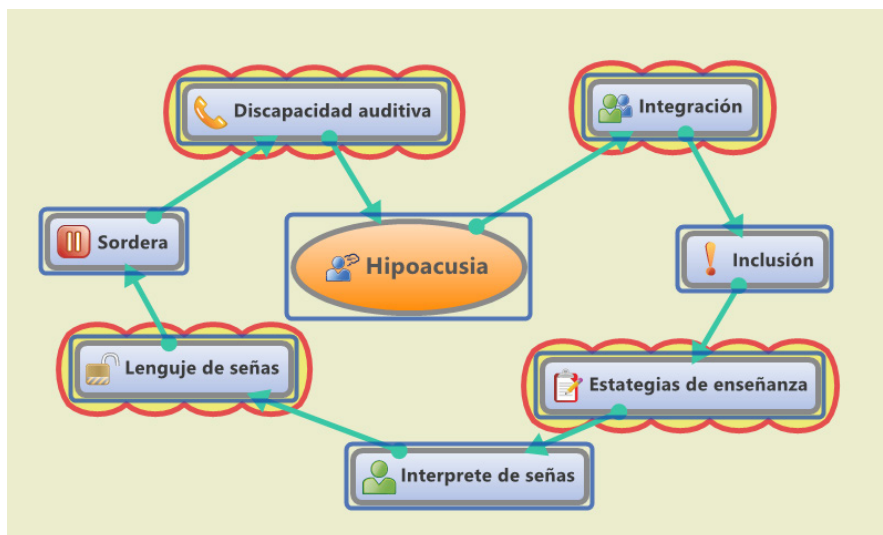 Discapacidad auditiva
Integración
Sordera
Hipoacusia
Inclusión
Lenguje de señas
Estategias de enseñanza
Interprete de señas